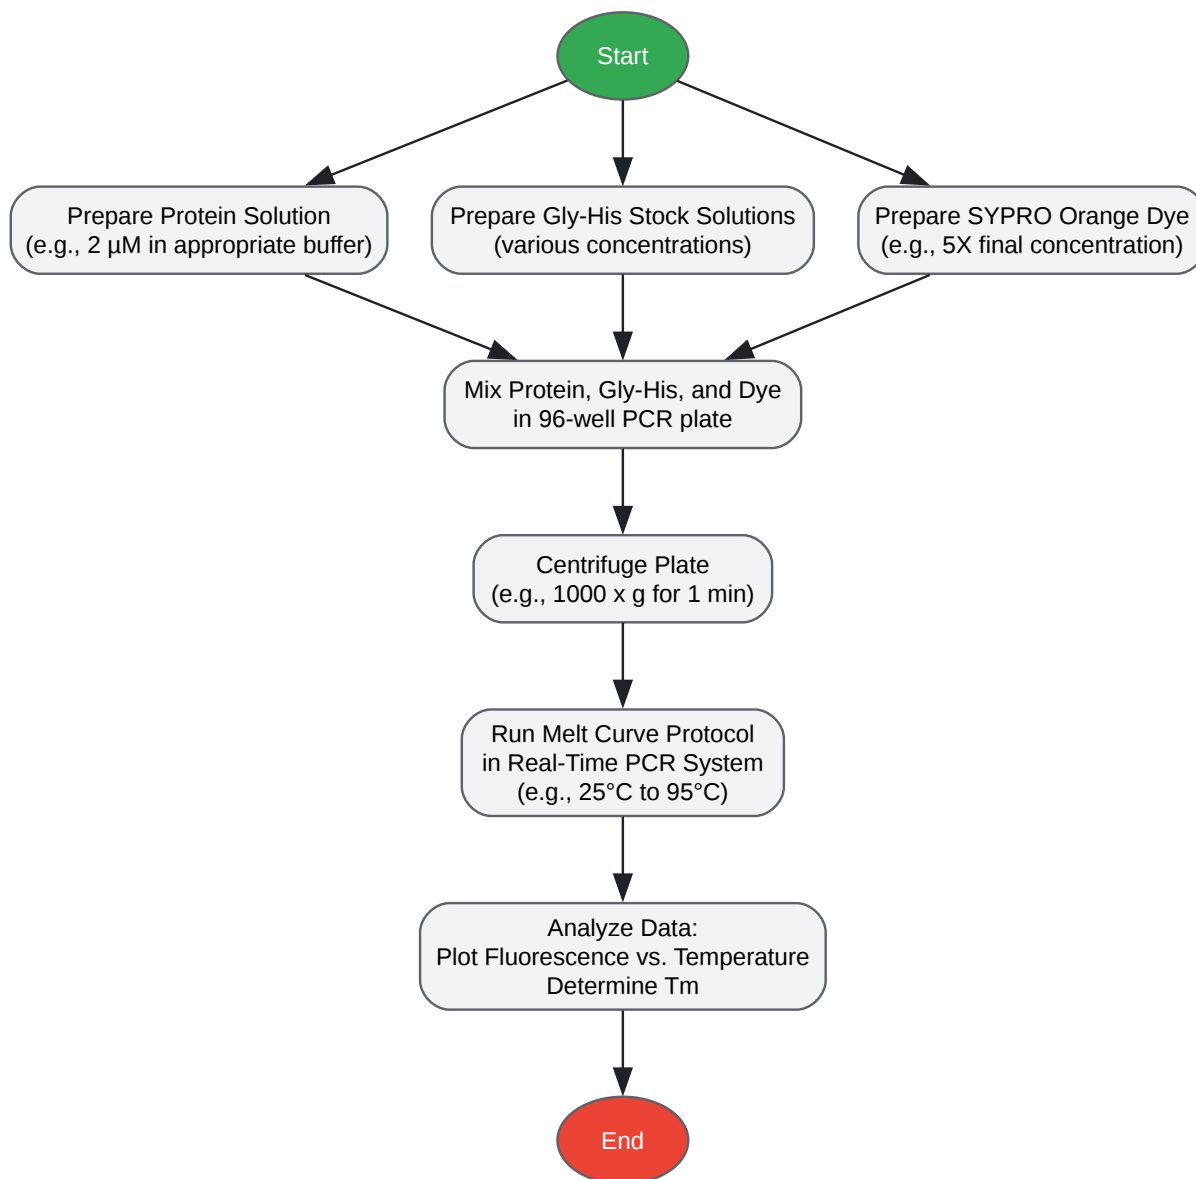 Start
Prepare Protein Solution
(e.g., 2 µM in appropriate buffer)
Prepare Gly-His Stock Solutions
(various concentrations)
Prepare SYPRO Orange Dye
(e.g., 5X final concentration)
Mix Protein, Gly-His, and Dye
in 96-well PCR plate
Centrifuge Plate
(e.g., 1000 x g for 1 min)
Run Melt Curve Protocol
in Real-Time PCR System
(e.g., 25°C to 95°C)
Analyze Data:
Plot Fluorescence vs. Temperature
Determine Tm
End